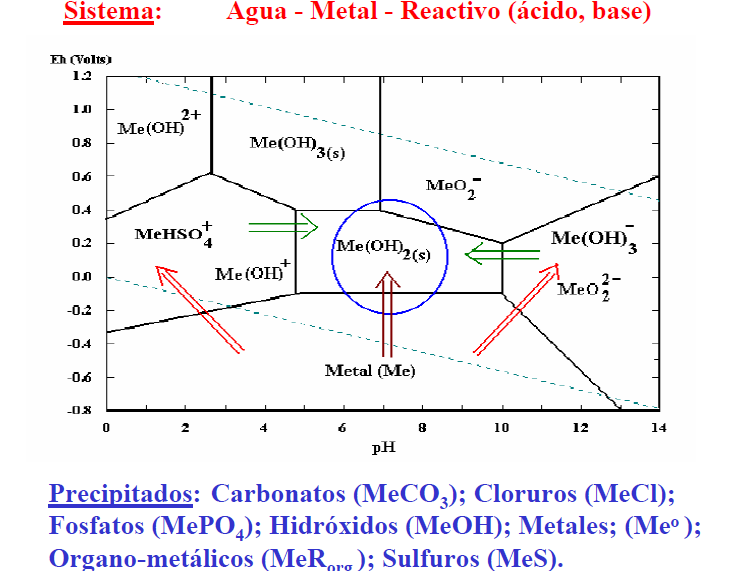 Sistema: Agua - Metal - Reactivo (ácido, base)
Eh (Volts)
1.2
1.0
0.8
0.6
0.4
0.2
0.0
-0.2
-0.4
-0.6
-0.8
Me(OH)²⁺
Me(OH)₃₍ₛ₎
MeO₂⁻
MeHSO₄⁺
Me(OH)⁺
Me(OH)₂₍ₛ₎
Me(OH)₃⁻
MeO₂²⁻
Metal (Me)
0 2 4 6 8 10 12 14
pH
Precipitados: Carbonatos (MeCO₃); Cloruros (MeCl);
Fosfatos (MePO₄); Hidróxidos (MeOH); Metales; (Meº );
Organo-metálicos (MeRₒᵣg ); Sulfuros (MeS).